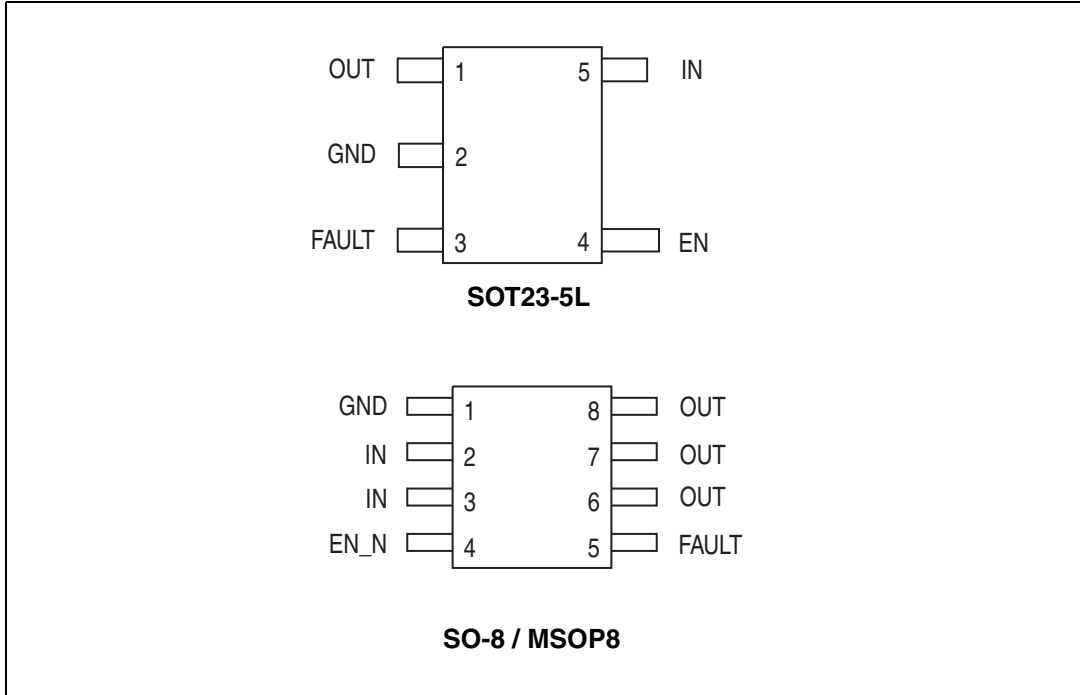 OUT 1 5 IN
GND 2
FAULT 3 4 EN
SOT23-5L
GND 1 8 OUT
IN 2 7 OUT
IN 3 6 OUT
EN_N 4 5 FAULT
SO-8 / MSOP8